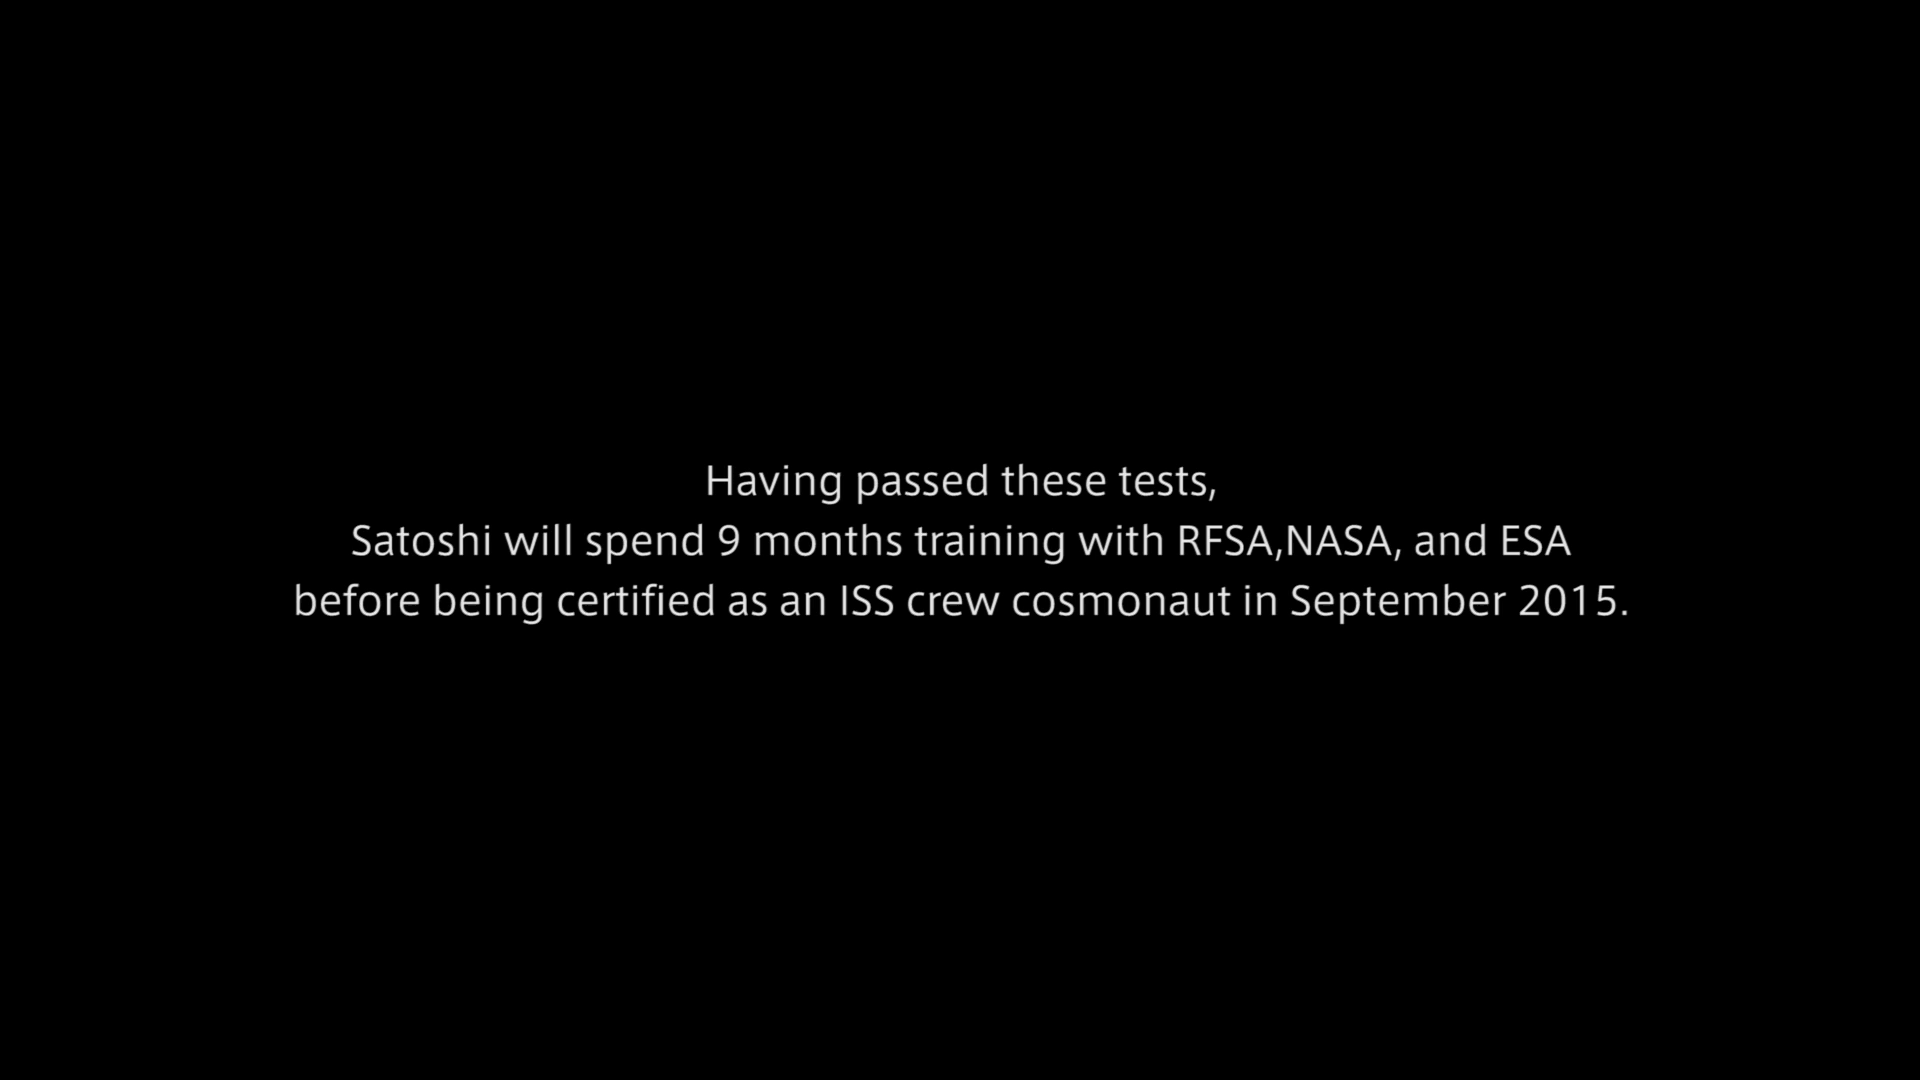 Having passed these tests,
Satoshi will spend 9 months training with RFSA,NASA, and ESA
before being certified as an ISS crew cosmonaut in September 2015.